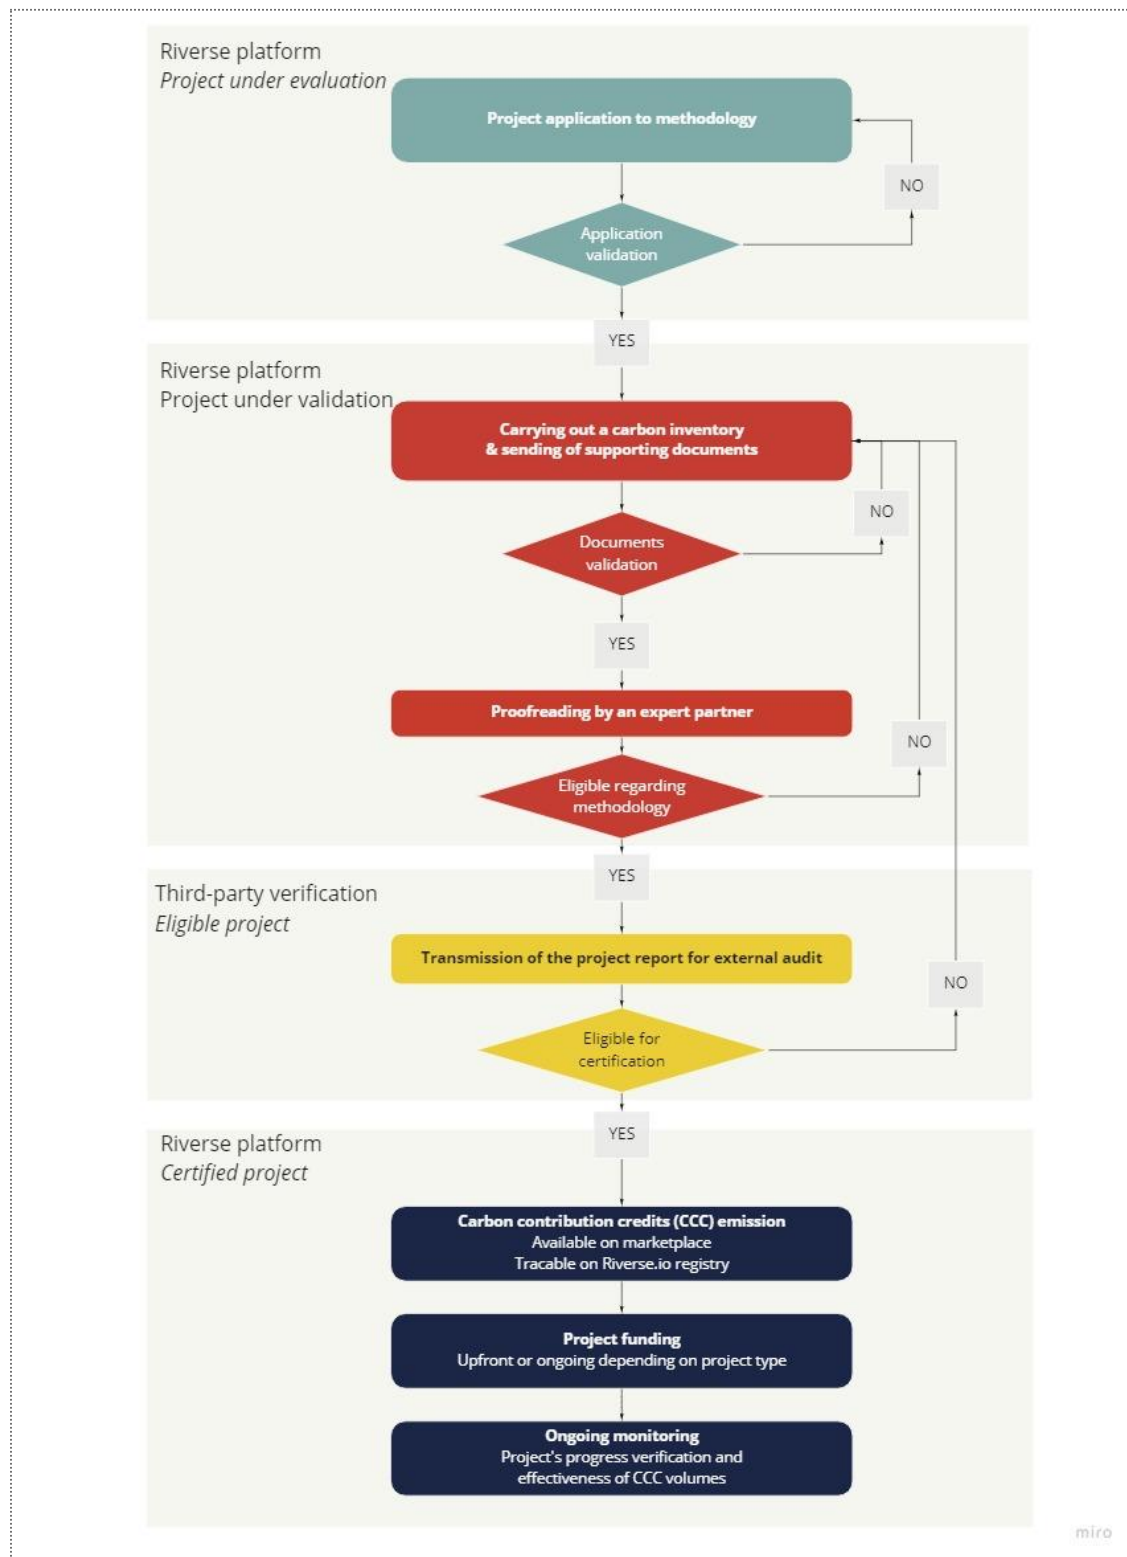 Riverse platform
Project under evaluation
Project application to methodology
NO
Application
validation
YES
Riverse platform
Project under validation
Carrying out a carbon inventory
& sending of supporting documents
NO
Documents
validation
YES
Proofreading by an expert partner
NO
Eligible regarding
methodology
YES
Third-party verification
Eligible project
Transmission of the project report for external audit
NO
Eligible for
certification
YES
Riverse platform
Certified project
Carbon contribution credits (CCC) emission
Available on marketplace
Tracable on Riverse.io registry
Project funding
Upfront or ongoing depending on project type
Ongoing monitoring
Project's progress verification and
effectiveness of CCC volumes
miro